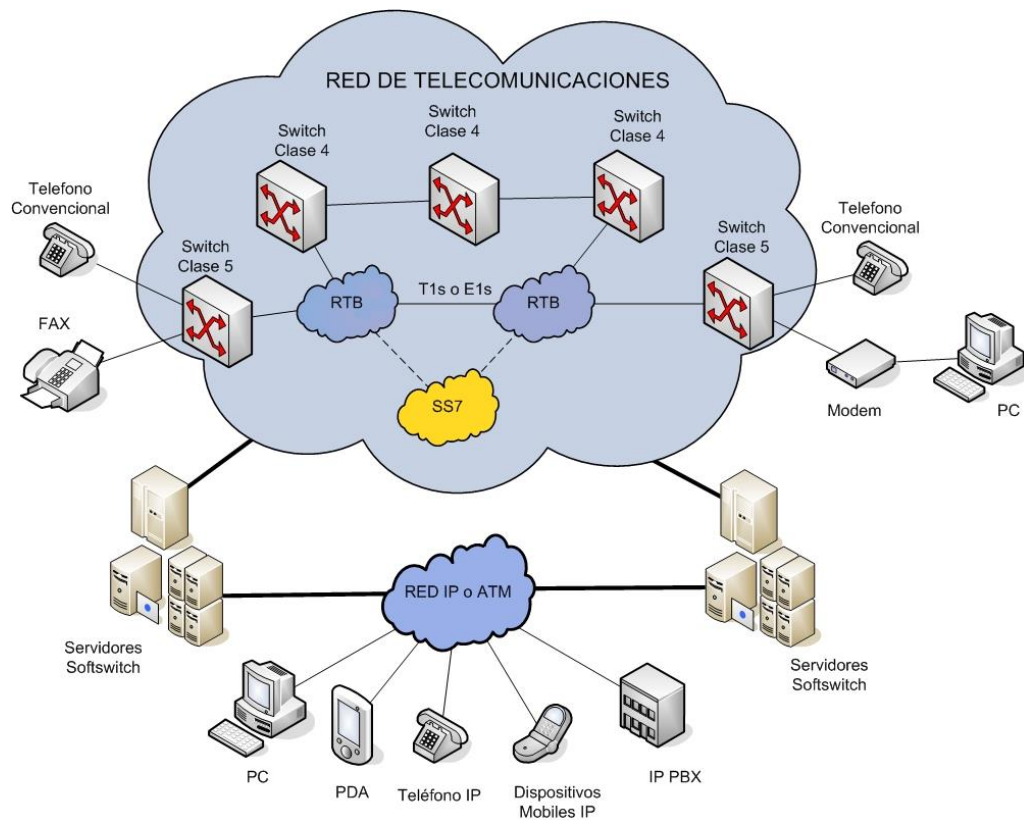 RED DE TELECOMUNICACIONES
Switch
Clase 4
Switch
Clase 4
Switch
Clase 4
Telefono
Convencional
Switch
Clase 5
Switch
Clase 5
Telefono
Convencional
RTB
T1s o E1s
RTB
FAX
SS7
Modem
PC
RED IP o ATM
Servidores
Softswitch
Servidores
Softswitch
PC
PDA
Teléfono IP
Dispositivos
Mobiles IP
IP PBX